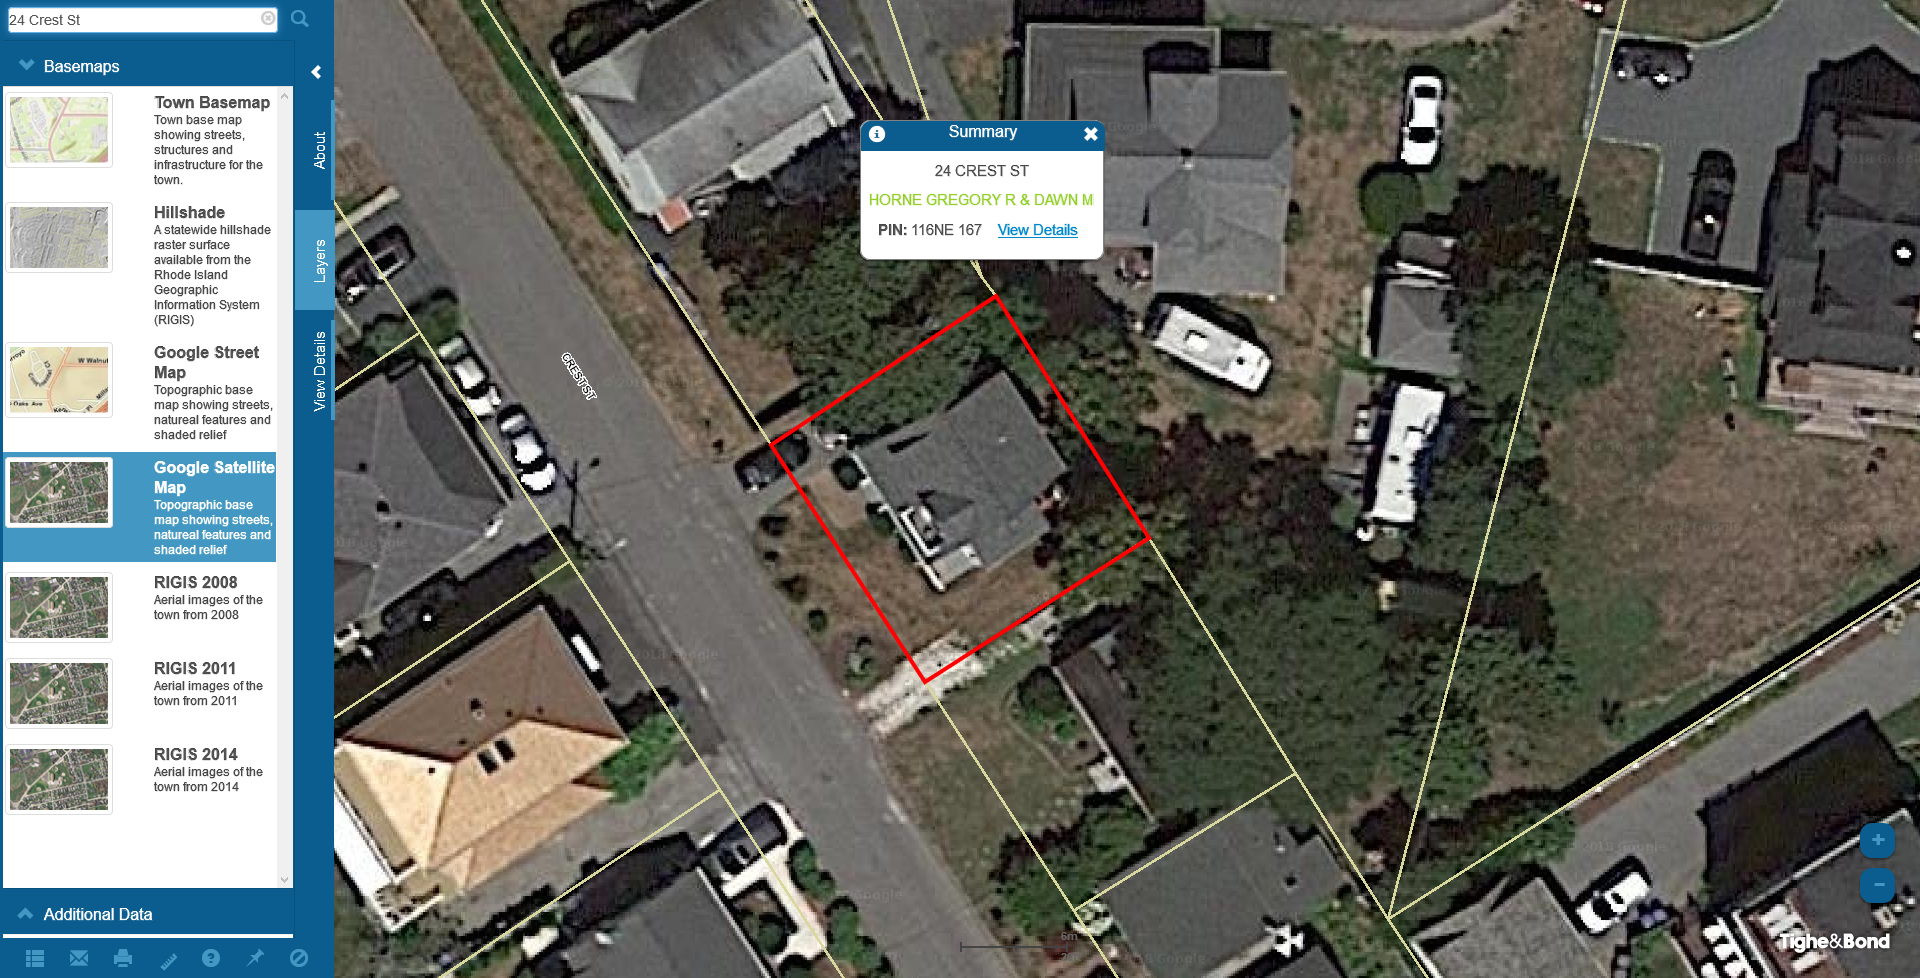 24 Crest St
Basemaps
Town Basemap
Town base map
showing streets,
structures and
infrastructure for the
town.
Hillshade
A statewide hillshade
raster surface
available from the
Rhode Island
Geographic
Information System
(RIGIS)
Google Street
Map
Topographic base
map showing streets,
natureal features and
shaded relief
W Walnut
Google Satellite
Map
Topographic base
map showing streets,
natureal features and
shaded relief
RIGIS 2008
Aerial images of the
town from 2008
RIGIS 2011
Aerial images of the
town from 2011
RIGIS 2014
Aerial images of the
town from 2014
Additional Data
About
Layers
View Details
CREST ST
Summary
24 CREST ST
HORNE GREGORY R & DAWN M
PIN: 116NE 167 View Details
6m
Tighe&Bond